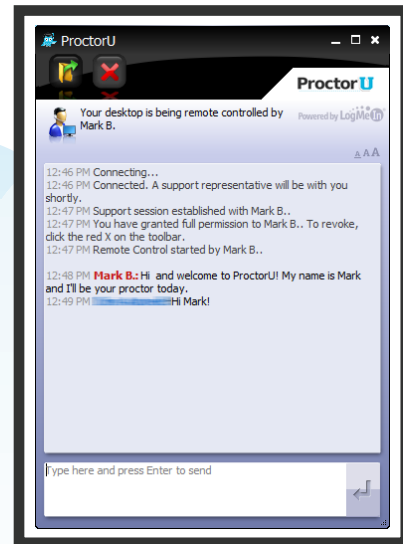 ProctorU
ProctorU
Your desktop is being remote controlled by
Mark B.
Powered by LogMeIn
A A A
12:46 PM Connecting...
12:46 PM Connected. A support representative will be with you
shortly.
12:47 PM Support session established with Mark B..
12:47 PM You have granted full permission to Mark B.. To revoke,
click the red X on the toolbar.
12:47 PM Remote Control started by Mark B..
12:48 PM Mark B.: Hi  and welcome to ProctorU! My name is Mark
and I'll be your proctor today.
12:49 PM Hi Mark!
Type here and press Enter to send